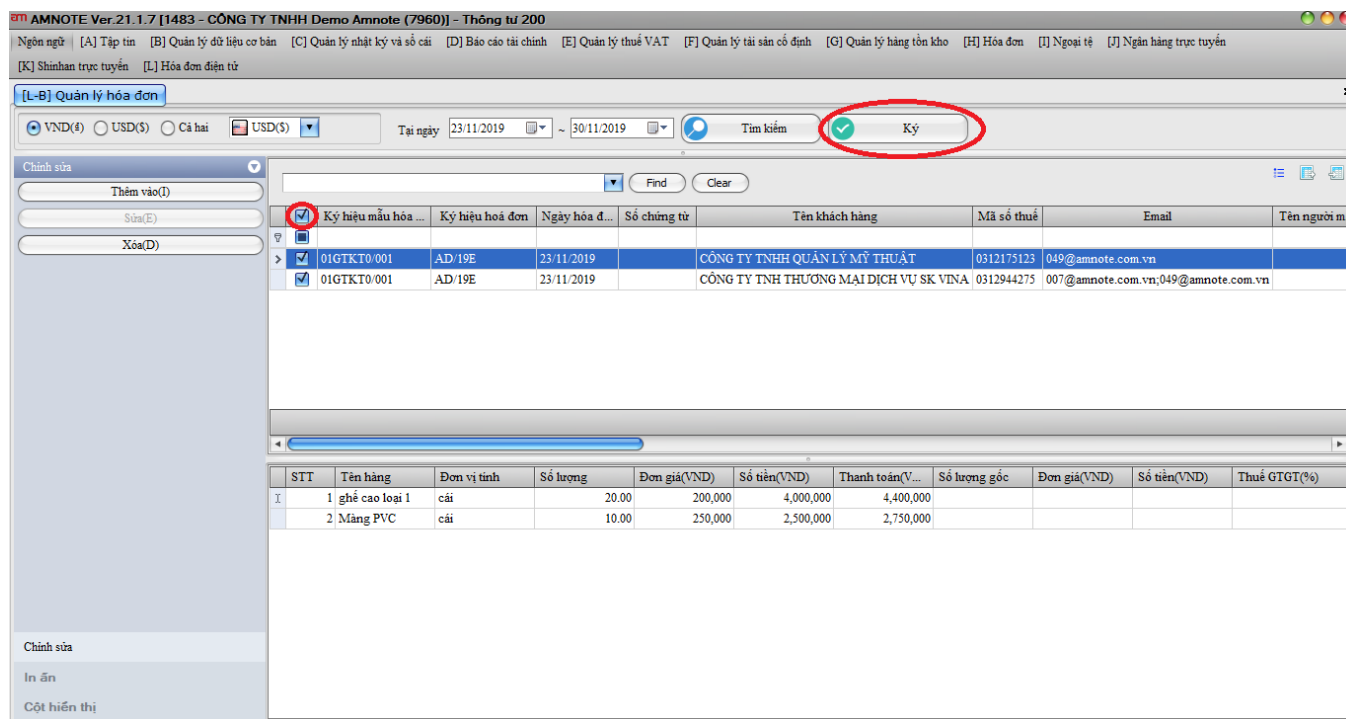 am AMNOTE Ver.21.1.7 [1483 - CÔNG TY TNHH Demo Amnote (7960)] - Thông tư 200
Ngôn ngữ [A] Tập tin [B] Quản lý dữ liệu cơ bản [C] Quản lý nhật ký và sổ cái [D] Báo cáo tài chính [E] Quản lý thuế VAT [F] Quản lý tài sản cố định [G] Quản lý hàng tồn kho [H] Hóa đơn [I] Ngoại tệ [J] Ngân hàng trực tuyến
[K] Shinhan trực tuyến [L] Hóa đơn điện tử
[L-B] Quản lý hóa đơn
VND(đ) USD($) Cả hai USD($) Tại ngày 23/11/2019 ~ 30/11/2019 Tìm kiếm Ký
Chỉnh sửa
Thêm vào(I)
Sửa(E)
Xóa(D)
Find Clear
Ký hiệu mẫu hóa ... Ký hiệu hoá đơn Ngày hóa đ... Số chứng từ Tên khách hàng Mã số thuế Email Tên người m
01GTKT0/001 AD/19E 23/11/2019 CÔNG TY TNHH QUẢN LÝ MỸ THUẬT 0312175123 049@amnote.com.vn
01GTKT0/001 AD/19E 23/11/2019 CÔNG TY TNH THƯƠNG MẠI DỊCH VỤ SK VINA 0312944275 007@amnote.com.vn;049@amnote.com.vn
STT Tên hàng Đơn vị tính Số lượng Đơn giá(VND) Số tiền(VND) Thanh toán(V... Số lượng gốc Đơn giá(VND) Số tiền(VND) Thuế GTGT(%)
1 ghế cao loại 1 cái 20.00 200,000 4,000,000 4,400,000
2 Màng PVC cái 10.00 250,000 2,500,000 2,750,000
Chỉnh sửa
In ấn
Cột hiển thị